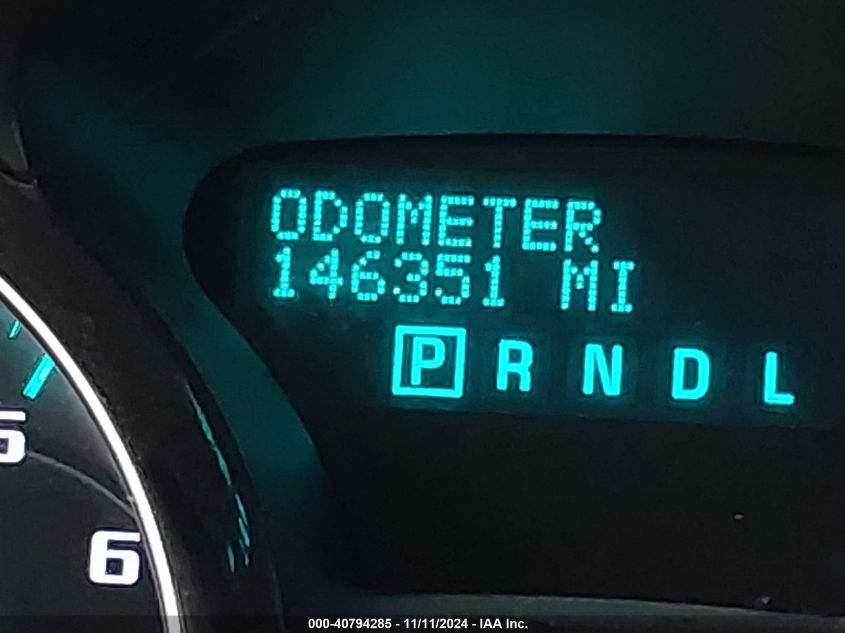 ODOMETER
146351 MI
P R N D L
5
6
000-40794285 - 11/11/2024 - IAA Inc.